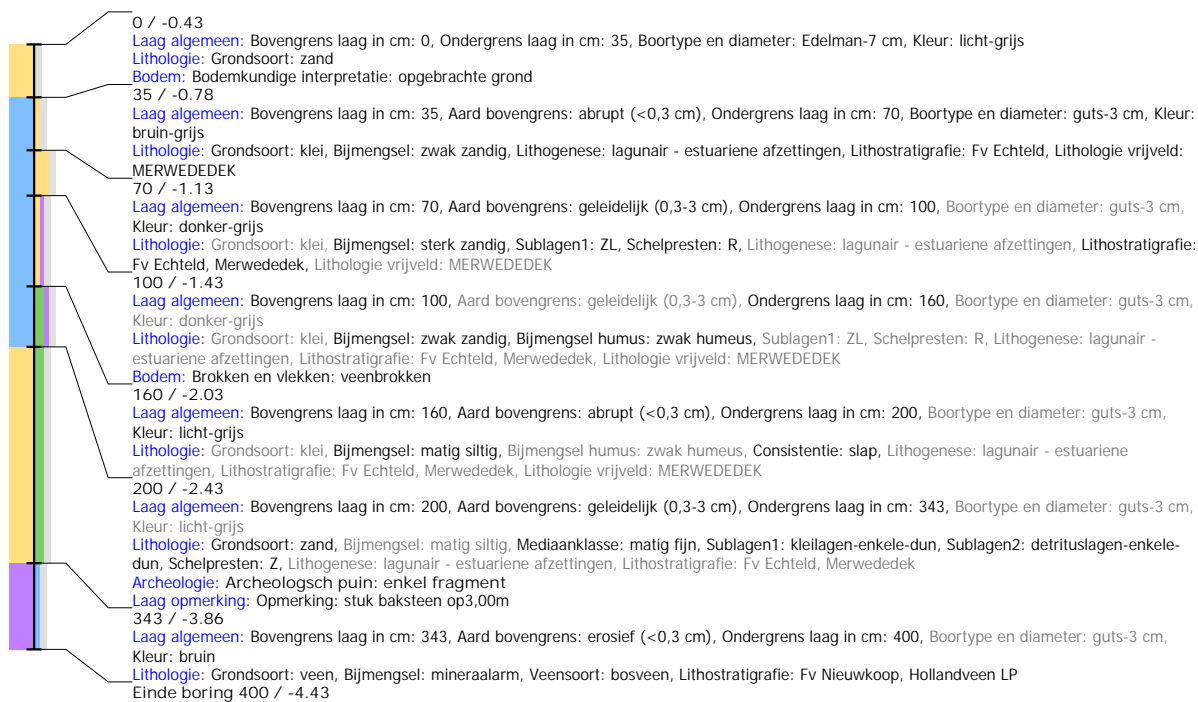 0 / -0.43
Laag algemeen: Bovengrens laag in cm: 0, Ondergrens laag in cm: 35, Boortype en diameter: Edelman-7 cm, Kleur: licht-grijs
Lithologie: Grondsoort: zand
Bodem: Bodemkundige interpretatie: opgebrachte grond
35 / -0.78
Laag algemeen: Bovengrens laag in cm: 35, Aard bovengrens: abrupt (<0,3 cm), Ondergrens laag in cm: 70, Boortype en diameter: guts-3 cm, Kleur:
bruin-grijs
Lithologie: Grondsoort: klei, Bijmengsel: zwak zandig, Lithogenese: lagunair - estuariene afzettingen, Lithostratigrafie: Fv Echteld, Lithologie vrijveld:
MERWEDEDEK
70 / -1.13
Laag algemeen: Bovengrens laag in cm: 70, Aard bovengrens: geleidelijk (0,3-3 cm), Ondergrens laag in cm: 100, Boortype en diameter: guts-3 cm,
Kleur: donker-grijs
Lithologie: Grondsoort: klei, Bijmengsel: sterk zandig, Sublagen1: ZL, Schelpresten: R, Lithogenese: lagunair - estuariene afzettingen, Lithostratigrafie:
Fv Echteld, Merwededek, Lithologie vrijveld: MERWEDEDEK
100 / -1.43
Laag algemeen: Bovengrens laag in cm: 100, Aard bovengrens: geleidelijk (0,3-3 cm), Ondergrens laag in cm: 160, Boortype en diameter: guts-3 cm,
Kleur: donker-grijs
Lithologie: Grondsoort: klei, Bijmengsel: zwak zandig, Bijmengsel humus: zwak humeus, Sublagen1: ZL, Schelpresten: R, Lithogenese: lagunair -
estuariene afzettingen, Lithostratigrafie: Fv Echteld, Merwededek, Lithologie vrijveld: MERWEDEDEK
Bodem: Brokken en vlekken: veenbrokken
160 / -2.03
Laag algemeen: Bovengrens laag in cm: 160, Aard bovengrens: abrupt (<0,3 cm), Ondergrens laag in cm: 200, Boortype en diameter: guts-3 cm,
Kleur: licht-grijs
Lithologie: Grondsoort: klei, Bijmengsel: matig siltig, Bijmengsel humus: zwak humeus, Consistentie: slap, Lithogenese: lagunair - estuariene
afzettingen, Lithostratigrafie: Fv Echteld, Merwededek, Lithologie vrijveld: MERWEDEDEK
200 / -2.43
Laag algemeen: Bovengrens laag in cm: 200, Aard bovengrens: geleidelijk (0,3-3 cm), Ondergrens laag in cm: 343, Boortype en diameter: guts-3 cm,
Kleur: licht-grijs
Lithologie: Grondsoort: zand, Bijmengsel: matig siltig, Mediaanklasse: matig fijn, Sublagen1: kleilagen-enkele-dun, Sublagen2: detrituslagen-enkele-
dun, Schelpresten: Z, Lithogenese: lagunair - estuariene afzettingen, Lithostratigrafie: Fv Echteld, Merwededek
Archeologie: Archeologsch puin: enkel fragment
Laag opmerking: Opmerking: stuk baksteen op3,00m
343 / -3.86
Laag algemeen: Bovengrens laag in cm: 343, Aard bovengrens: erosief (<0,3 cm), Ondergrens laag in cm: 400, Boortype en diameter: guts-3 cm,
Kleur: bruin
Lithologie: Grondsoort: veen, Bijmengsel: mineraalarm, Veensoort: bosveen, Lithostratigrafie: Fv Nieuwkoop, Hollandveen LP
Einde boring 400 / -4.43